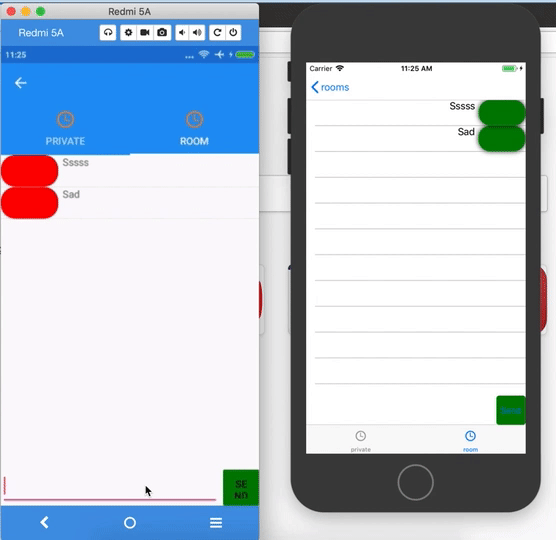 Redmi 5A
Redmi 5A
11:25
PRIVATE
ROOM
Sssss
Sad
SE
ND
Carrier
11:25 AM
rooms
Sssss
Sad
private
room